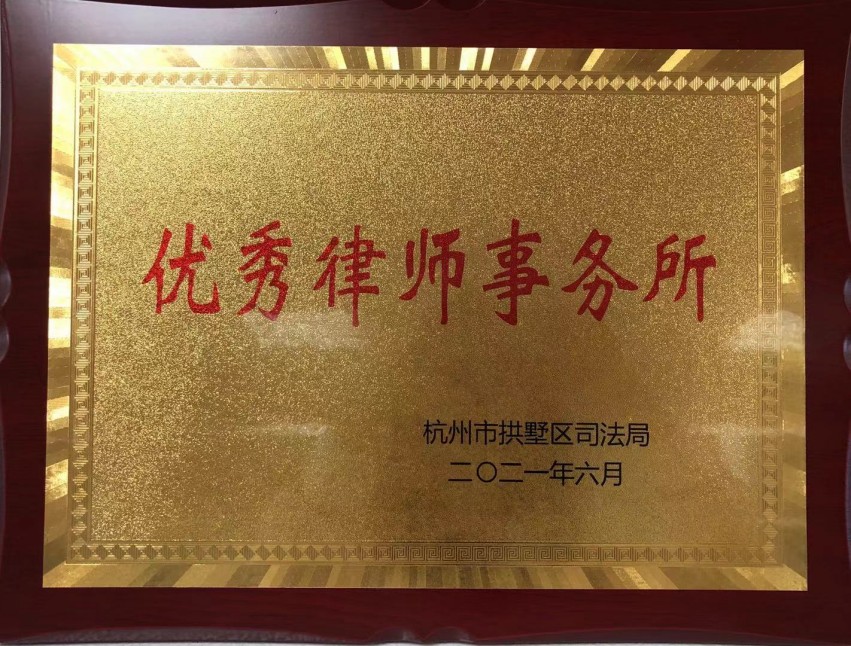 优秀律师事务所
杭州市拱墅区司法局
二〇二一年六月